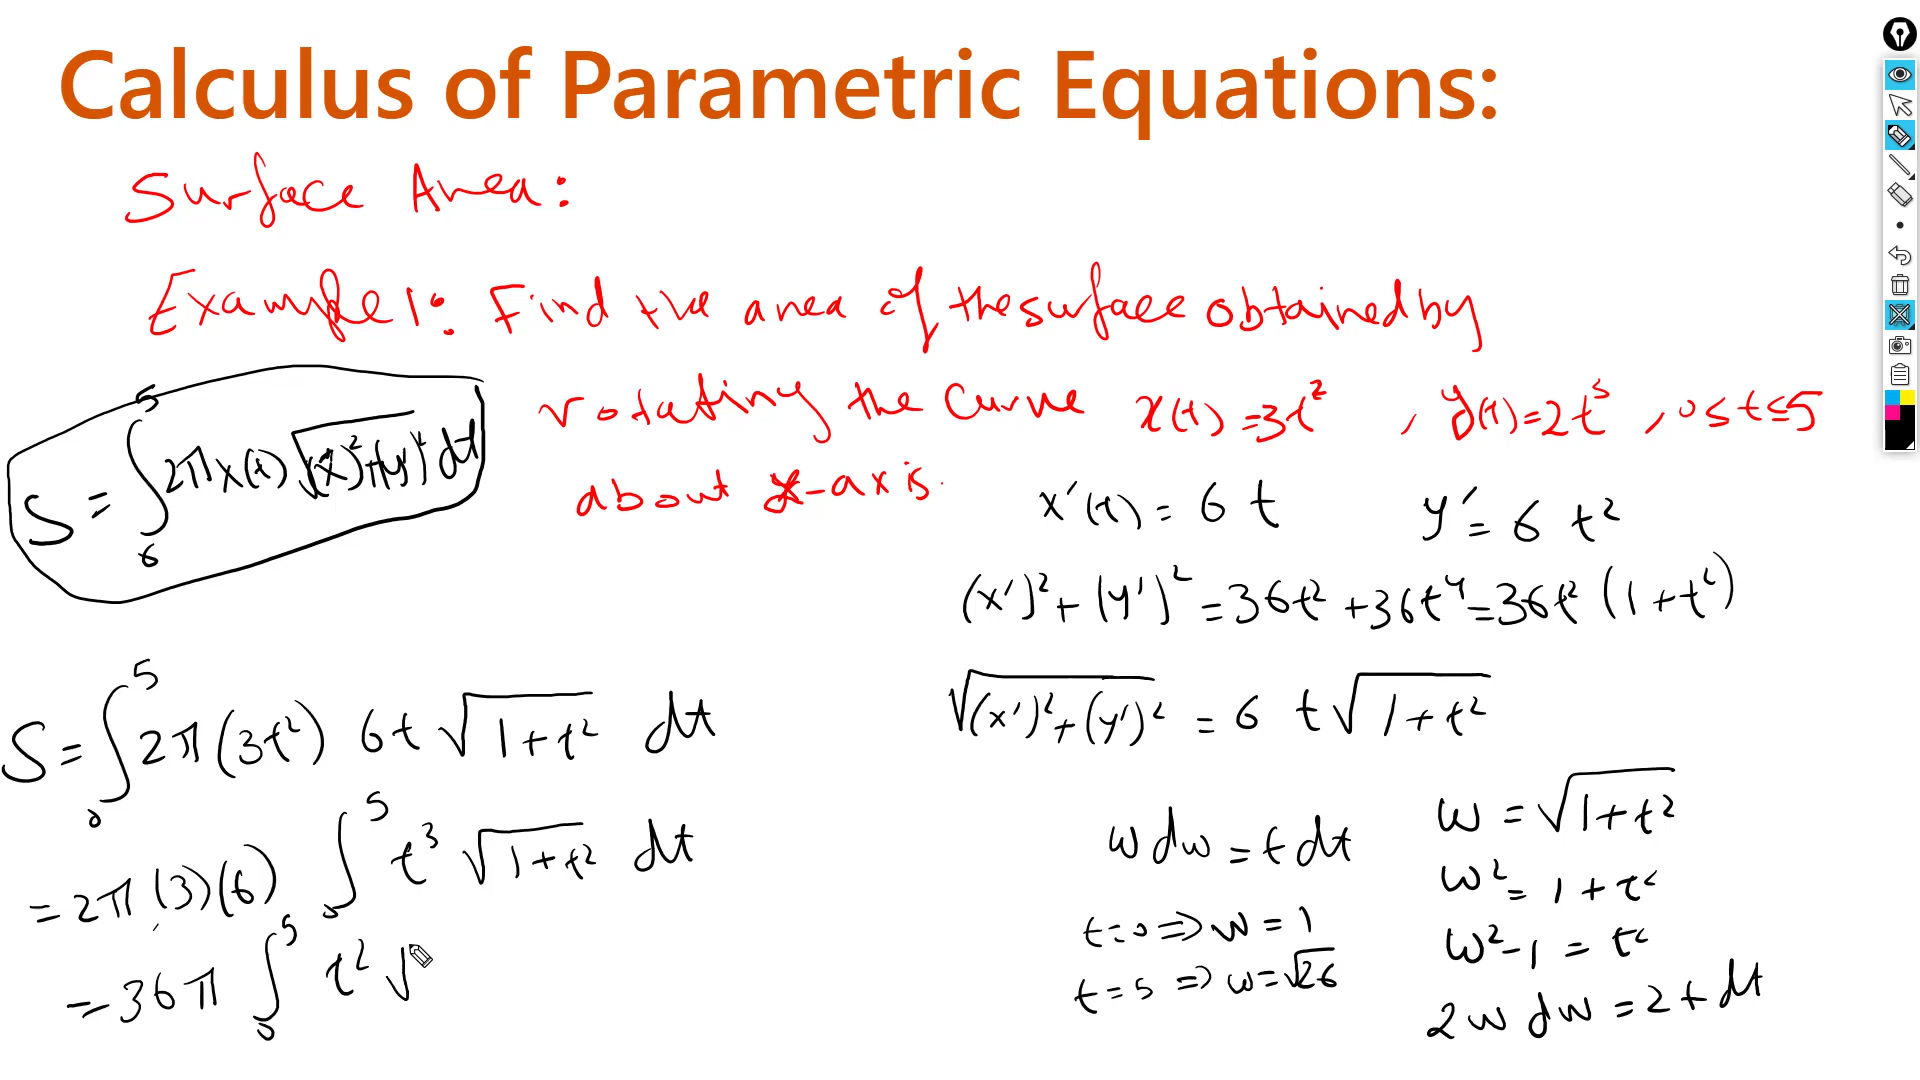 Calculus of Parametric Equations:
Surface Area:
Example 1: Find the area of the surface obtained by
rotating the curve x(t) = 3t² , y(t) = 2t³ , 0 ≤ t ≤ 5
about y-axis.
S = ∫₀⁵ 2π x(t) √((x')² + (y')²) dt
x'(t) = 6 t    y' = 6 t²
(x')² + (y')² = 36t² + 36t⁴ = 36t² (1 + t²)
√((x')² + (y')²) = 6 t √(1 + t²)
S = ∫₀⁵ 2π (3t²) 6t √(1 + t²) dt
= 2π (3)(6) ∫₀⁵ t³ √(1 + t²) dt
= 36π ∫₀⁵ t² √
w = √(1 + t²)
w² = 1 + t²
w² - 1 = t²
2w dw = 2t dt
w dw = t dt
t = 0 ⇒ w = 1
t = 5 ⇒ w = √26